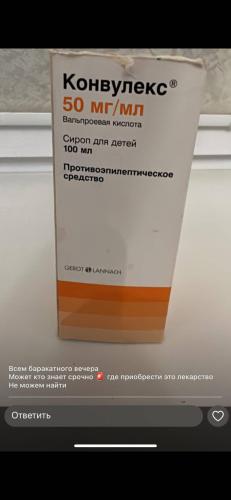 Конвулекс®
50 мг/мл
Вальпроевая кислота
Сироп для детей
100 мл
Противоэпилептическое
средство
GEROT LANNACH
Всем баракатного вечера
Может кто знает срочно 🚨 где приобрести это лекарство
Не можем найти
Ответить